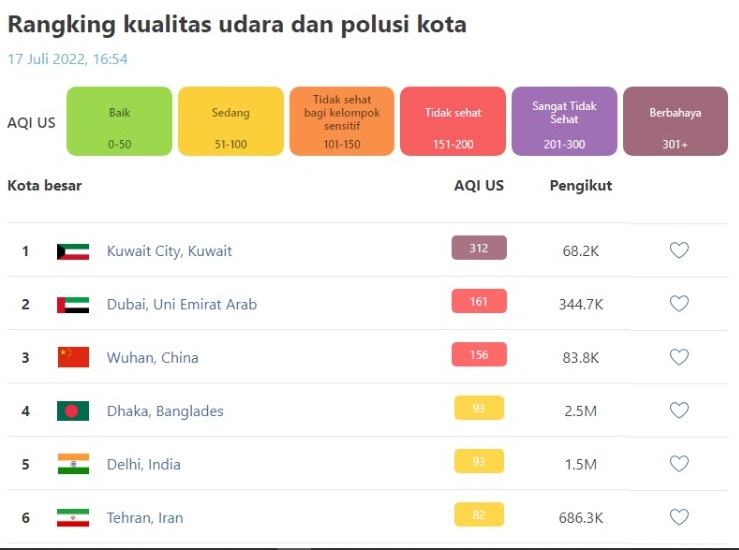 Rangking kualitas udara dan polusi kota
17 Juli 2022, 16:54
AQI US
Baik
0-50
Sedang
51-100
Tidak sehat
bagi kelompok
sensitif
101-150
Tidak sehat
151-200
Sangat Tidak
Sehat
201-300
Berbahaya
301+
Kota besar AQI US Pengikut
1 Kuwait City, Kuwait 312 68.2K
2 Dubai, Uni Emirat Arab 161 344.7K
3 Wuhan, China 156 83.8K
4 Dhaka, Banglades 93 2.5M
5 Delhi, India 93 1.5M
6 Tehran, Iran 82 686.3K